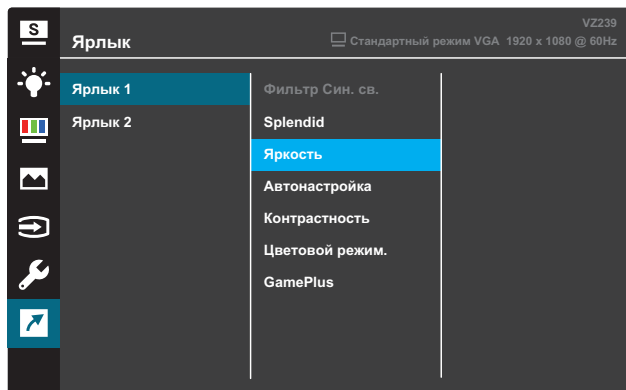 S
VZ239
Ярлык
Стандартный режим VGA 1920 x 1080 @ 60Hz
Ярлык 1
Ярлык 2
Фильтр Син. св.
Splendid
Яркость
Автонастройка
Контрастность
Цветовой режим.
GamePlus